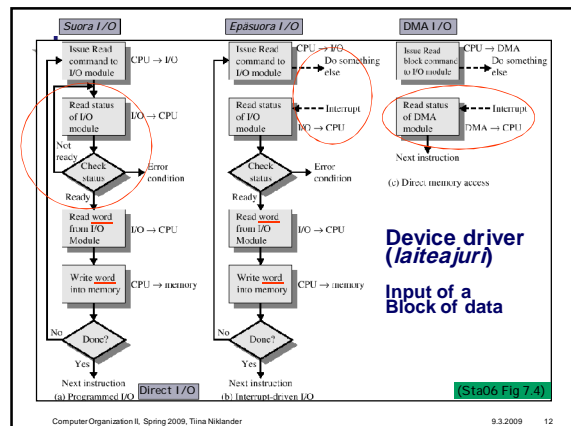 Suora I/O
Issue Read
command to
I/O module
CPU → I/O
Read status
of I/O
module
Not
ready
Check
status
Error
condition
Ready
Read word
from I/O
Module
I/O → CPU
Write word
into memory
CPU → memory
No
Done?
Yes
Next instruction
(a) Programmed I/O
Direct I/O
Epäsuora I/O
Issue Read
command to
I/O module
CPU → I/O
Do something
else
Read status
of I/O
module
Interrupt
I/O → CPU
Check
status
Error
condition
Ready
Read word
from I/O
Module
I/O → CPU
Write word
into memory
CPU → memory
No
Done?
Yes
Next instruction
(b) Interrupt-driven I/O
DMA I/O
Issue Read
block command
to I/O module
CPU → DMA
Do something
else
Read status
of DMA
module
Interrupt
DMA → CPU
Next instruction
(c) Direct memory access
Device driver
(laiteajuri)
Input of a
Block of data
(Sta06 Fig 7.4)
Computer Organization II, Spring 2009, Tiina Niklander
9.3.2009
12